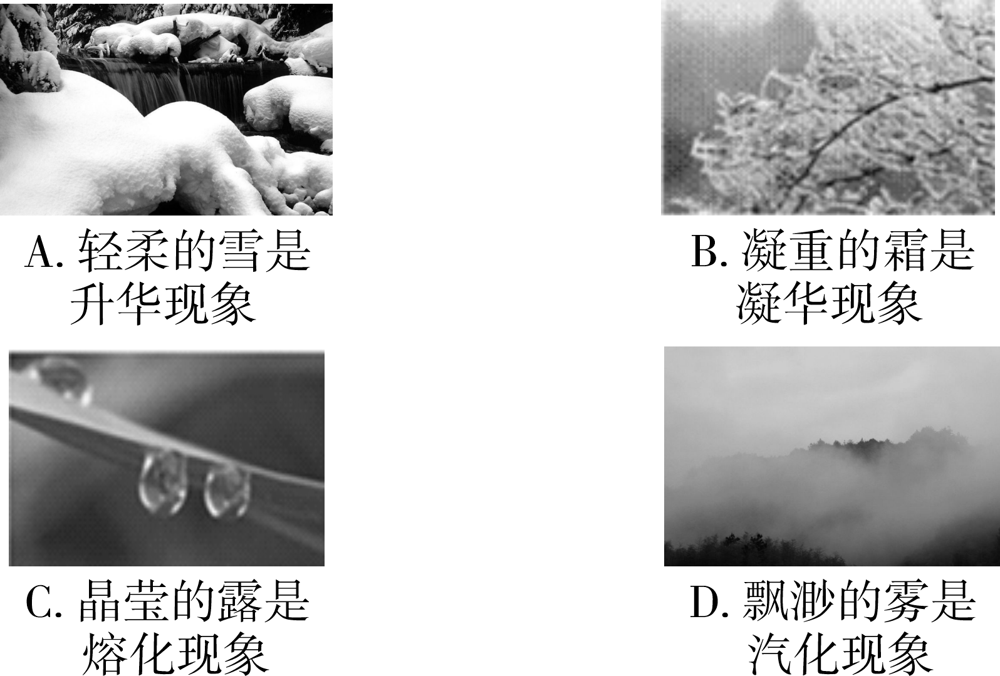 A. 轻柔的雪是
升华现象
B. 凝重的霜是
凝华现象
C. 晶莹的露是
熔化现象
D. 飘渺的雾是
汽化现象